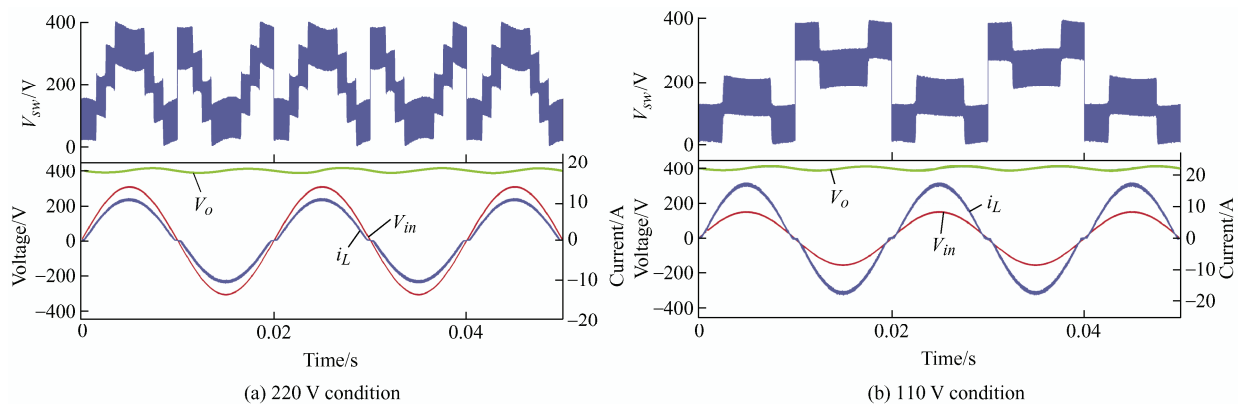 400
200
0
V_sw/V
400
200
0
−200
−400
Voltage/V
20
10
0
−10
−20
Current/A
V_o
V_in
i_L
0
0.02
0.04
Time/s
(a) 220 V condition
400
200
0
V_sw/V
400
200
0
−200
−400
Voltage/V
20
10
0
−10
−20
Current/A
V_o
i_L
V_in
0
0.02
0.04
Time/s
(b) 110 V condition